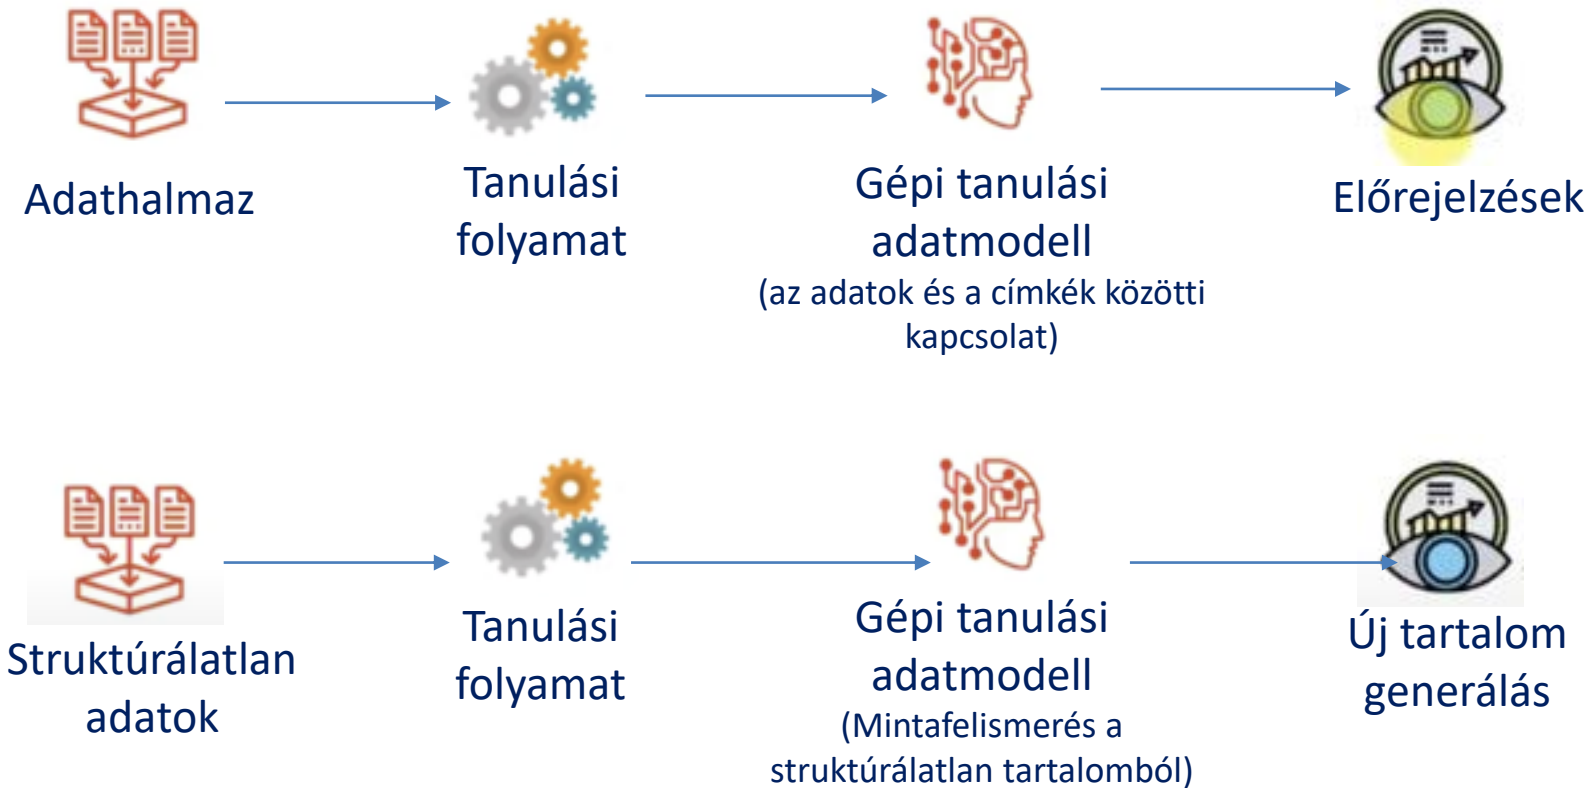 Adathalmaz
Tanulási
folyamat
Gépi tanulási
adatmodell
(az adatok és a címkék közötti
kapcsolat)
Előrejelzések
Struktúrálatlan
adatok
Tanulási
folyamat
Gépi tanulási
adatmodell
(Mintafelismerés a
struktúrálatlan tartalomból)
Új tartalom
generálás